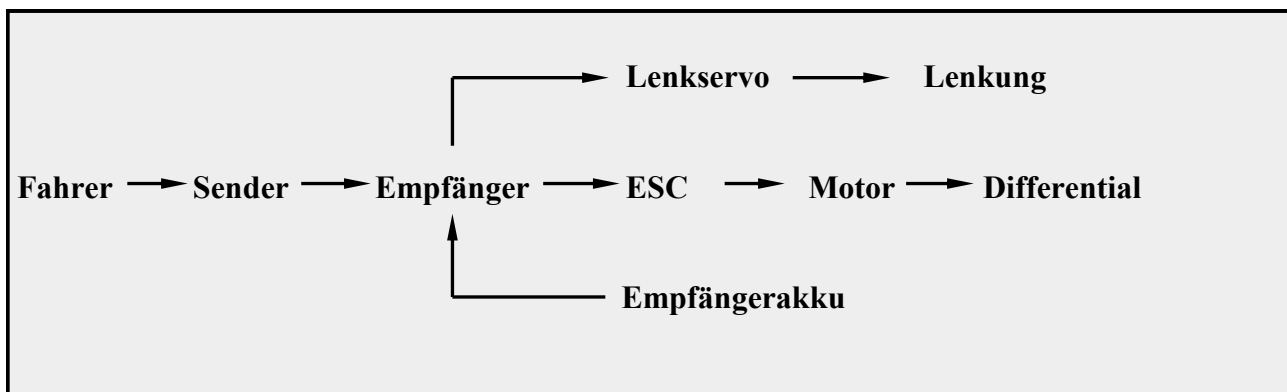 Lenkservo Lenkung
Fahrer Sender Empfänger ESC Motor Differential
Empfängerakku